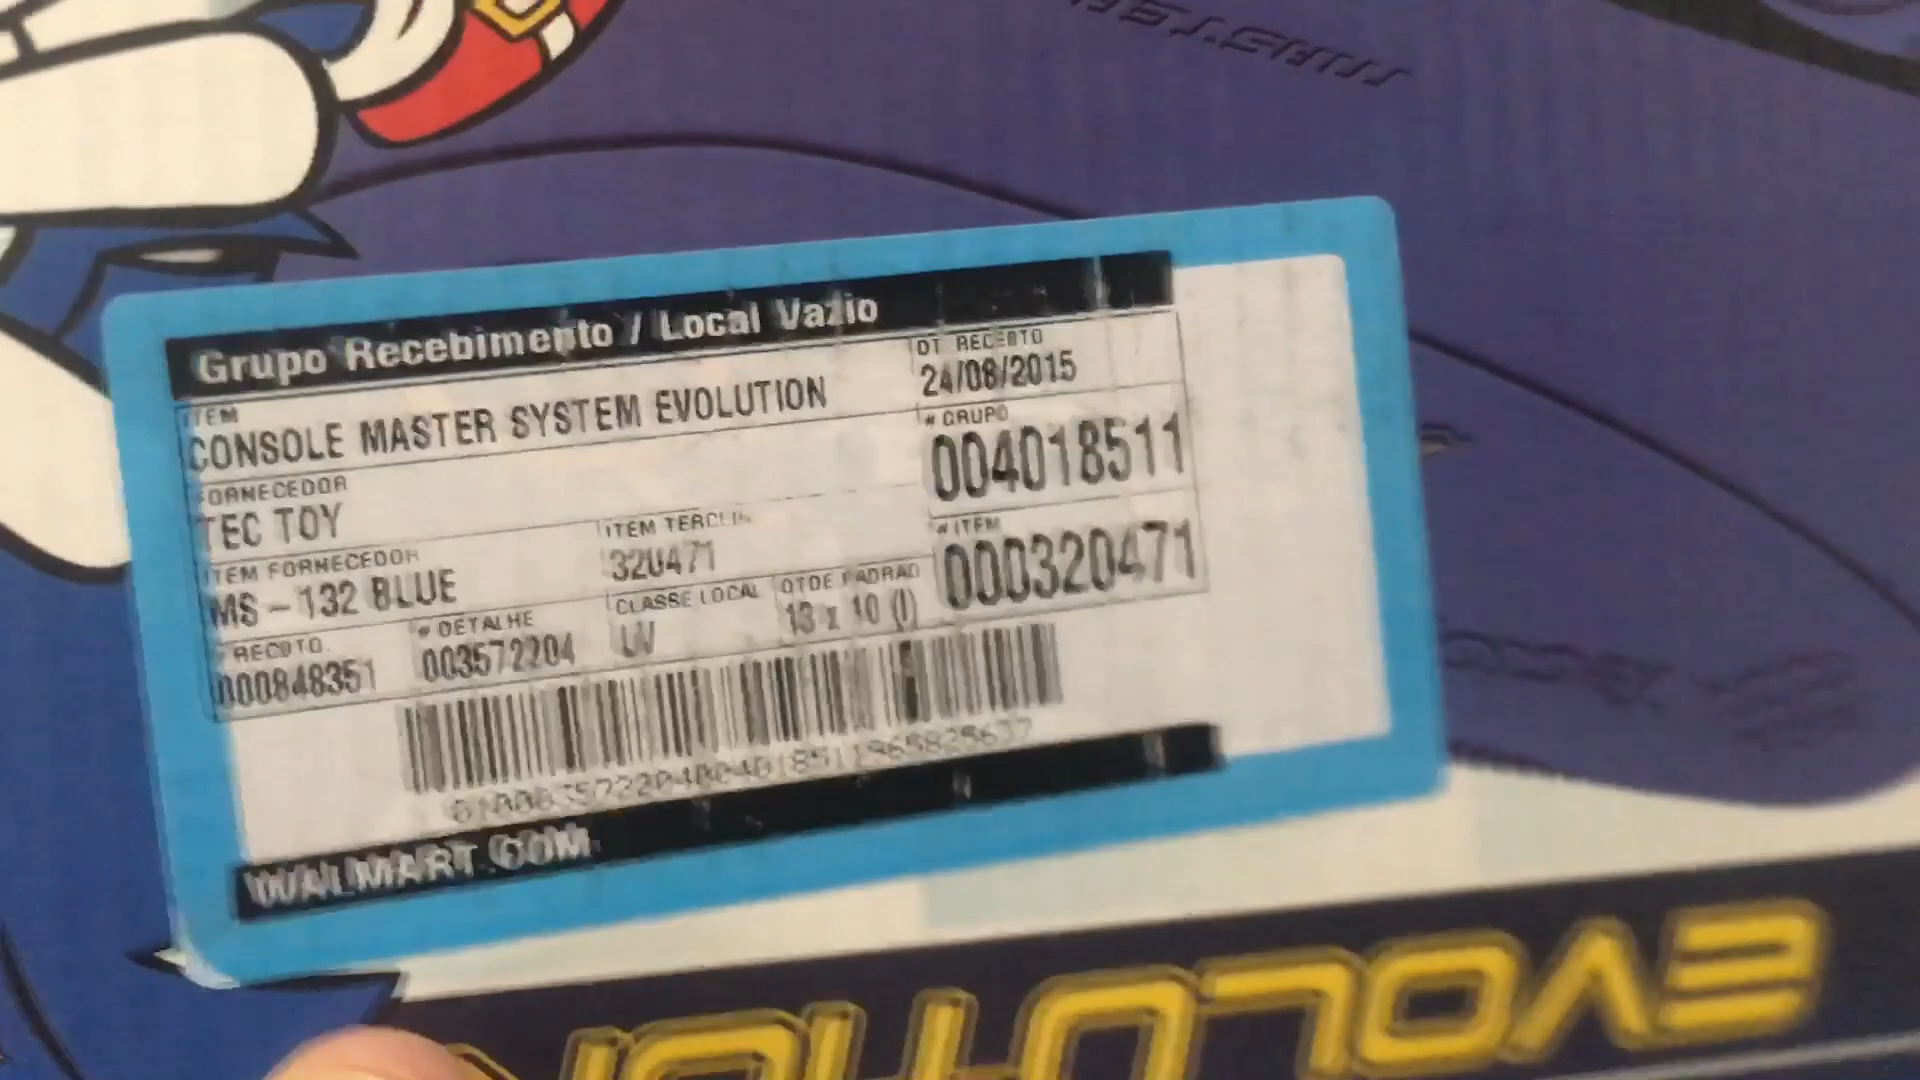 Grupo Recebimento / Local Vazio
ITEM
CONSOLE MASTER SYSTEM EVOLUTION
DT RECEBTO
24/08/2015
FORNECEDOR
TEC TOY
# GRUPO
004018511
ITEM FORNECEDOR
MS - 132 BLUE
ITEM TERCEIR
320471
# ITEM
000320471
# RECBTO.
000848351
# DETALHE
003572204
CLASSE LOCAL
LV
QTDE PADRAO
13 x 10 (I)
WALMART.COM
EVOLUTION